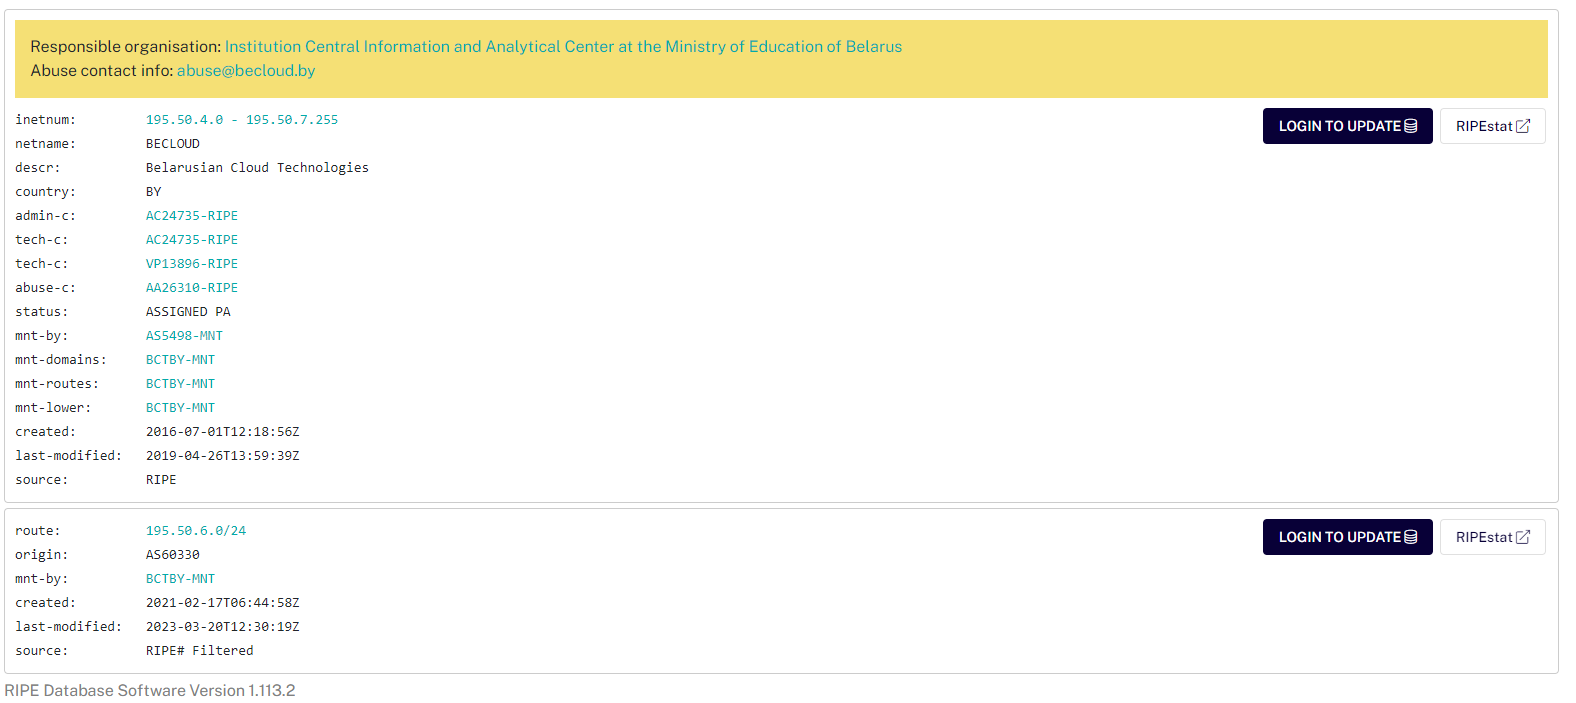 Responsible organisation: Institution Central Information and Analytical Center at the Ministry of Education of Belarus
Abuse contact info: abuse@becloud.by
inetnum: 195.50.4.0 - 195.50.7.255
LOGIN TO UPDATE RIPEstat
netname: BECLOUD
descr: Belarusian Cloud Technologies
country: BY
admin-c: AC24735-RIPE
tech-c: AC24735-RIPE
tech-c: VP13896-RIPE
abuse-c: AA26310-RIPE
status: ASSIGNED PA
mnt-by: AS5498-MNT
mnt-domains: BCTBY-MNT
mnt-routes: BCTBY-MNT
mnt-lower: BCTBY-MNT
created: 2016-07-01T12:18:56Z
last-modified: 2019-04-26T13:59:39Z
source: RIPE
route: 195.50.6.0/24
LOGIN TO UPDATE RIPEstat
origin: AS60330
mnt-by: BCTBY-MNT
created: 2021-02-17T06:44:58Z
last-modified: 2023-03-20T12:30:19Z
source: RIPE# Filtered
RIPE Database Software Version 1.113.2